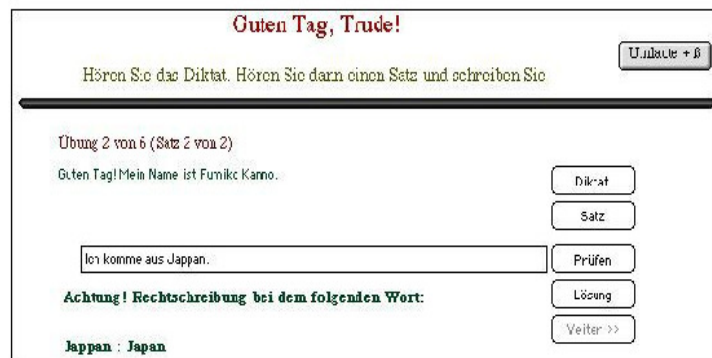 Guten Tag, Trude!
Umlaute + ß
Hören Sie das Diktat. Hören Sie dann einen Satz und schreiben Sie
Übung 2 von 6 (Satz 2 von 2)
Guten Tag! Mein Name ist Fumiko Kanno.
Diktat
Satz
Ich komme aus Jappan.
Prüfen
Achtung! Rechtschreibung bei dem folgenden Wort:
Lösung
Weiter >>
Jappan : Japan